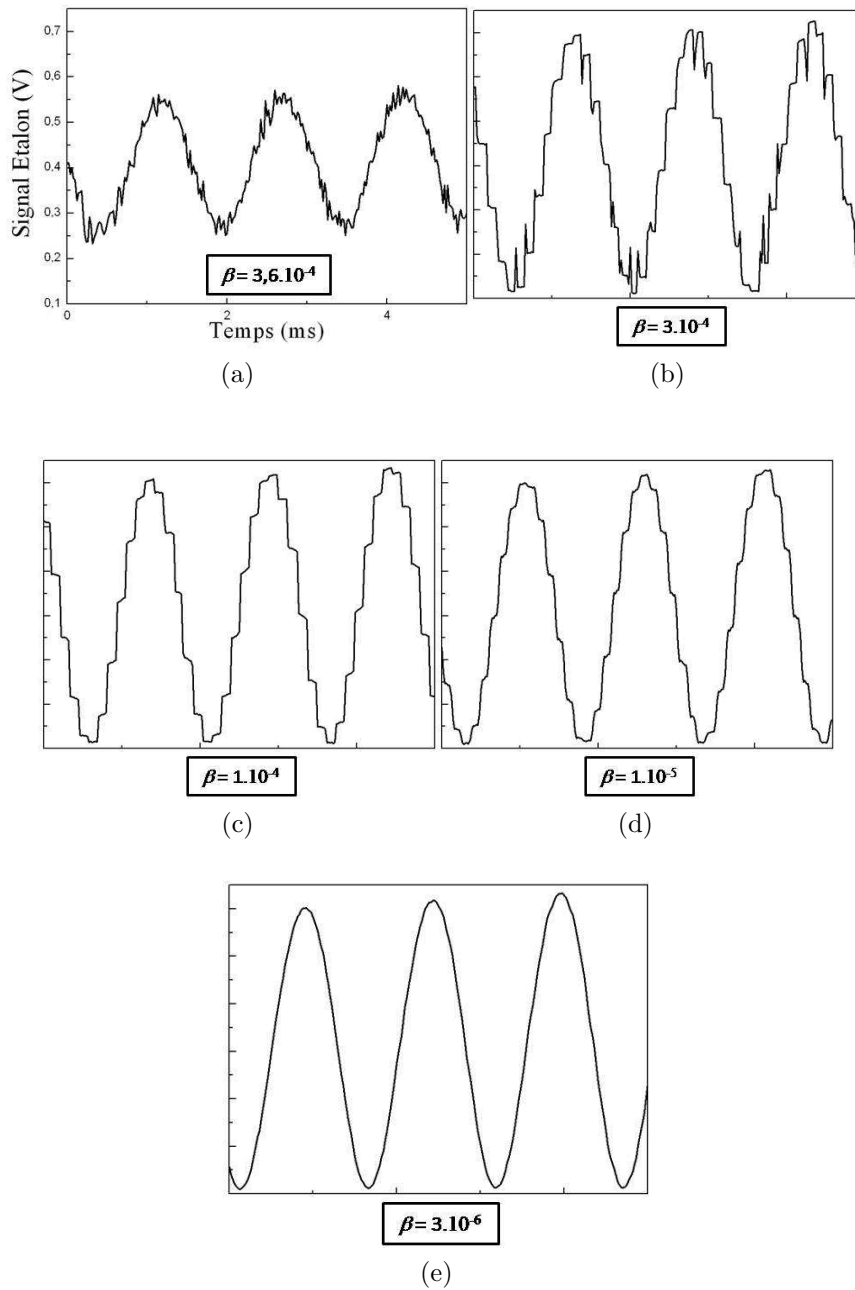 Signal Etalon (V)
0,7
0,6
0,5
0,4
0,3
0,2
0,1
0
2
4
Temps (ms)
β = 3,6.10⁻⁴
(a)
β = 3.10⁻⁴
(b)
β = 1.10⁻⁴
(c)
β = 1.10⁻⁵
(d)
β = 3.10⁻⁶
(e)